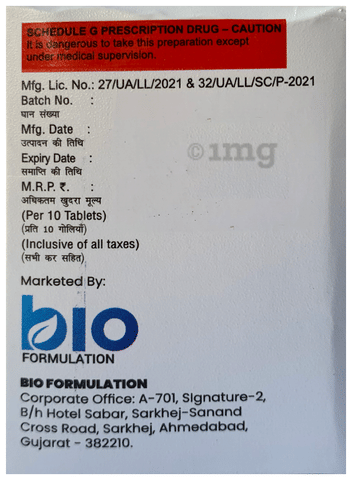 SCHEDULE G PRESCRIPTION DRUG - CAUTION
It is dangerous to take this preparation except
under medical supervision.
Mfg. Lic. No.: 27/UA/LL/2021 & 32/UA/LL/SC/P-2021
Batch No. :
घान संख्या
Mfg. Date :
उत्पादन की तिथि
Expiry Date :
समाप्ति की तिथि
M.R.P. ₹. :
अधिकतम खुदरा मूल्य
(Per 10 Tablets)
(प्रति 10 गोलियाँ)
(Inclusive of all taxes)
(सभी कर सहित)
©1mg
Marketed By:
bio
FORMULATION
BIO FORMULATION
Corporate Office: A-701, Signature-2,
B/h Hotel Sabar, Sarkhej-Sanand
Cross Road, Sarkhej, Ahmedabad,
Gujarat - 382210.